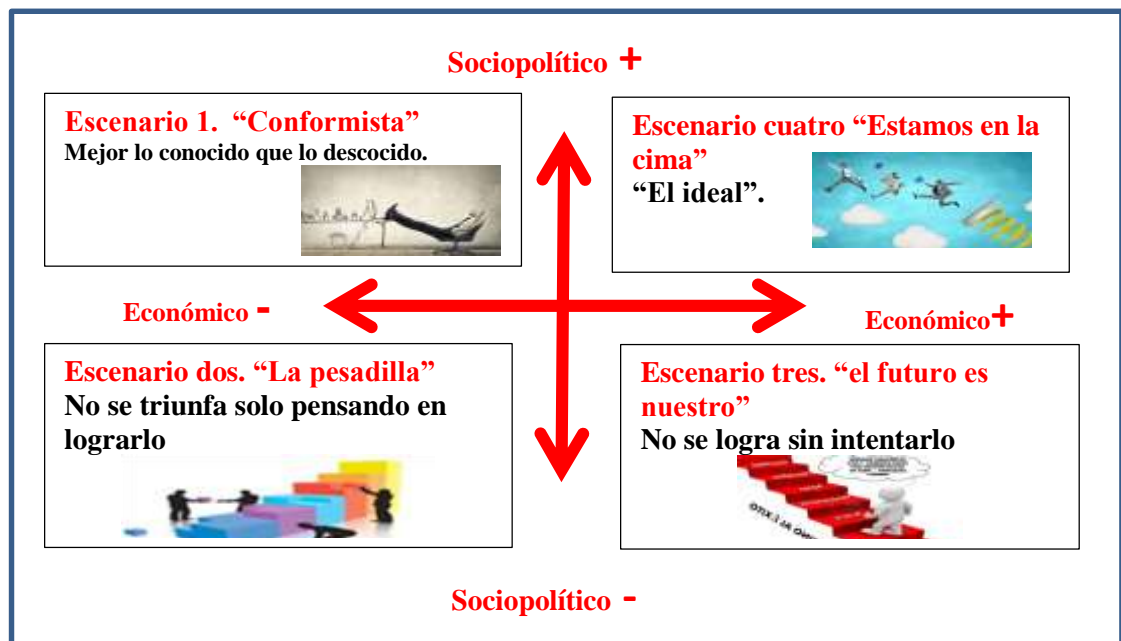 Sociopolítico +
Escenario 1. “Conformista”
Mejor lo conocido que lo descocido.
Escenario cuatro “Estamos en la
cima”
“El ideal”.
Económico -
Económico+
Escenario dos. “La pesadilla”
No se triunfa solo pensando en
lograrlo
Escenario tres. “el futuro es
nuestro”
No se logra sin intentarlo
Sociopolítico -